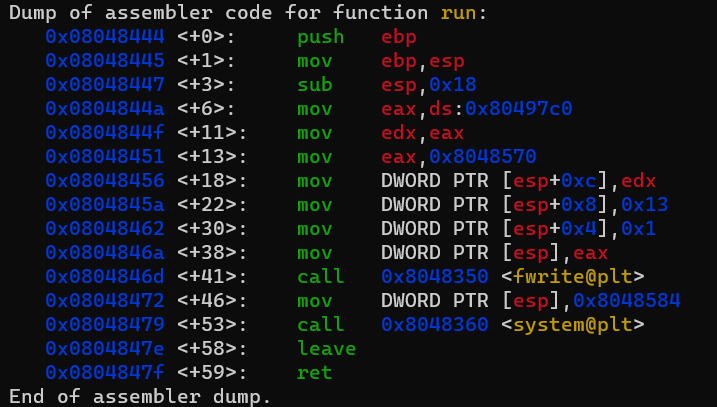 Dump of assembler code for function run:
   0x08048444 <+0>:     push   ebp
   0x08048445 <+1>:     mov    ebp,esp
   0x08048447 <+3>:     sub    esp,0x18
   0x0804844a <+6>:     mov    eax,ds:0x80497c0
   0x0804844f <+11>:    mov    edx,eax
   0x08048451 <+13>:    mov    eax,0x8048570
   0x08048456 <+18>:    mov    DWORD PTR [esp+0xc],edx
   0x0804845a <+22>:    mov    DWORD PTR [esp+0x8],0x13
   0x08048462 <+30>:    mov    DWORD PTR [esp+0x4],0x1
   0x0804846a <+38>:    mov    DWORD PTR [esp],eax
   0x0804846d <+41>:    call   0x8048350 <fwrite@plt>
   0x08048472 <+46>:    mov    DWORD PTR [esp],0x8048584
   0x08048479 <+53>:    call   0x8048360 <system@plt>
   0x0804847e <+58>:    leave
   0x0804847f <+59>:    ret
End of assembler dump.